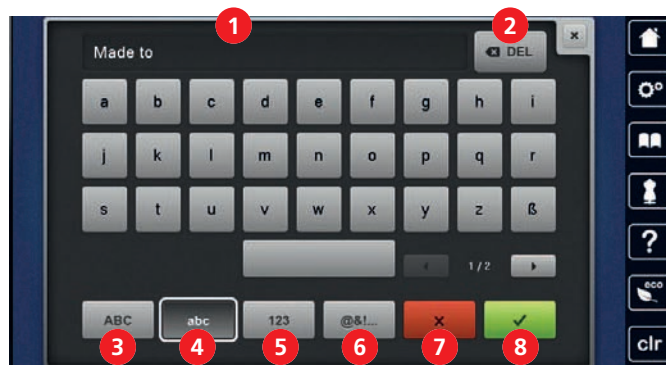 1 2
Made to DEL
a b c d e f g h i
j k l m n o p q r
s t u v w x y z ß
1 / 2
ABC abc 123 @&!...
3 4 5 6 7 8
?
eco
clr